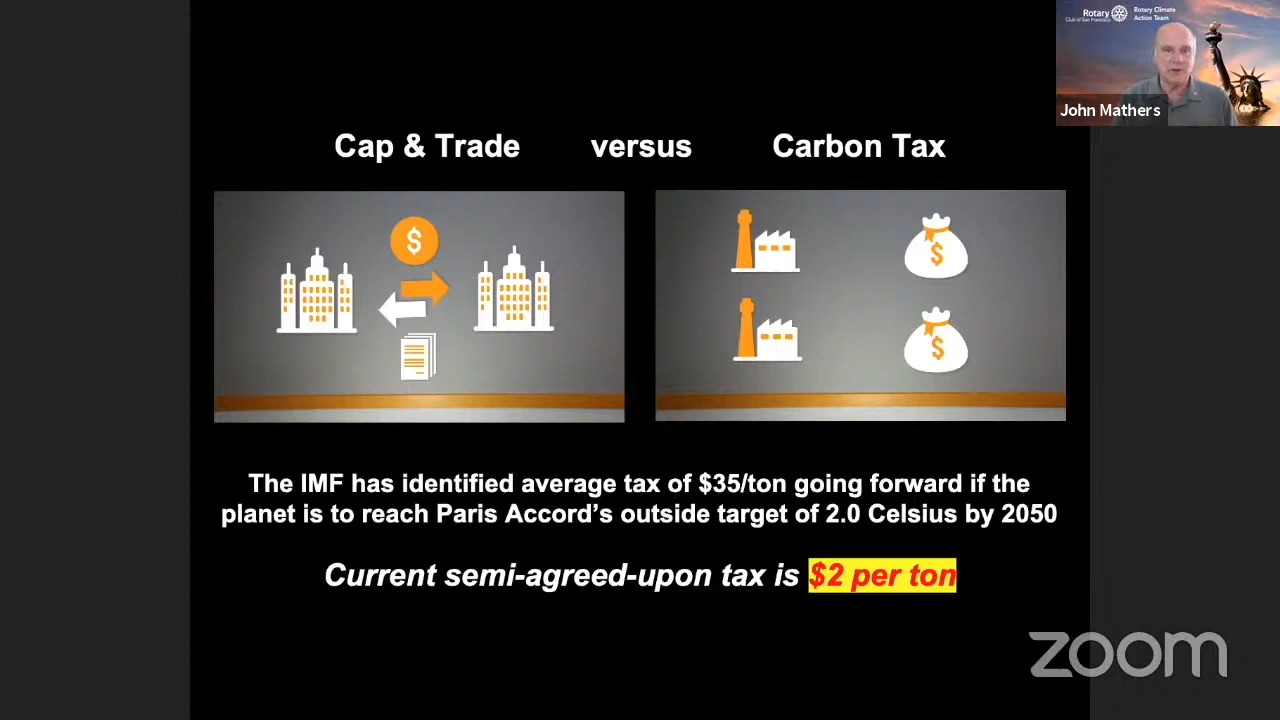 Rotary
Club of San Francisco
Rotary Climate
Action Team
John Mathers
Cap & Trade versus Carbon Tax
$
$
$
The IMF has identified average tax of $35/ton going forward if the
planet is to reach Paris Accord's outside target of 2.0 Celsius by 2050
Current semi-agreed-upon tax is $2 per ton
zoom